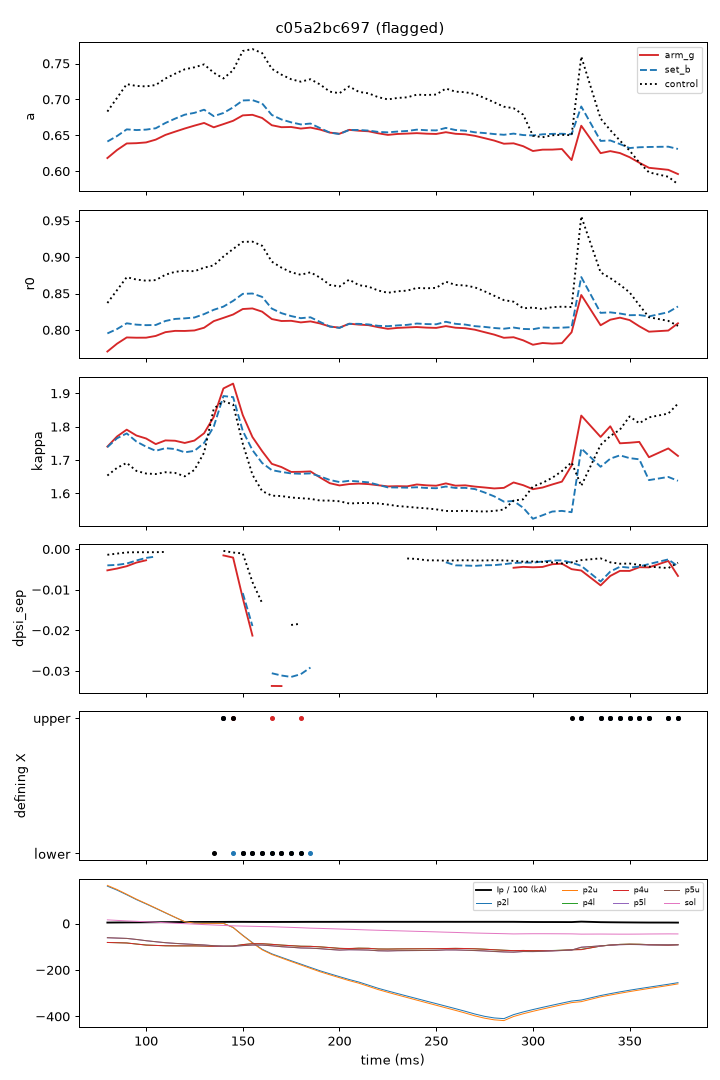 c05a2bc697 (flagged)
a
0.75
0.70
0.65
0.60
arm_g
set_b
control
r0
0.95
0.90
0.85
0.80
kappa
1.9
1.8
1.7
1.6
dpsi_sep
0.00
−0.01
−0.02
−0.03
defining X
upper
lower
0
−200
−400
Ip / 100 (kA)
p2l
p2u
p4l
p4u
p5l
p5u
sol
100
150
200
250
300
350
time (ms)